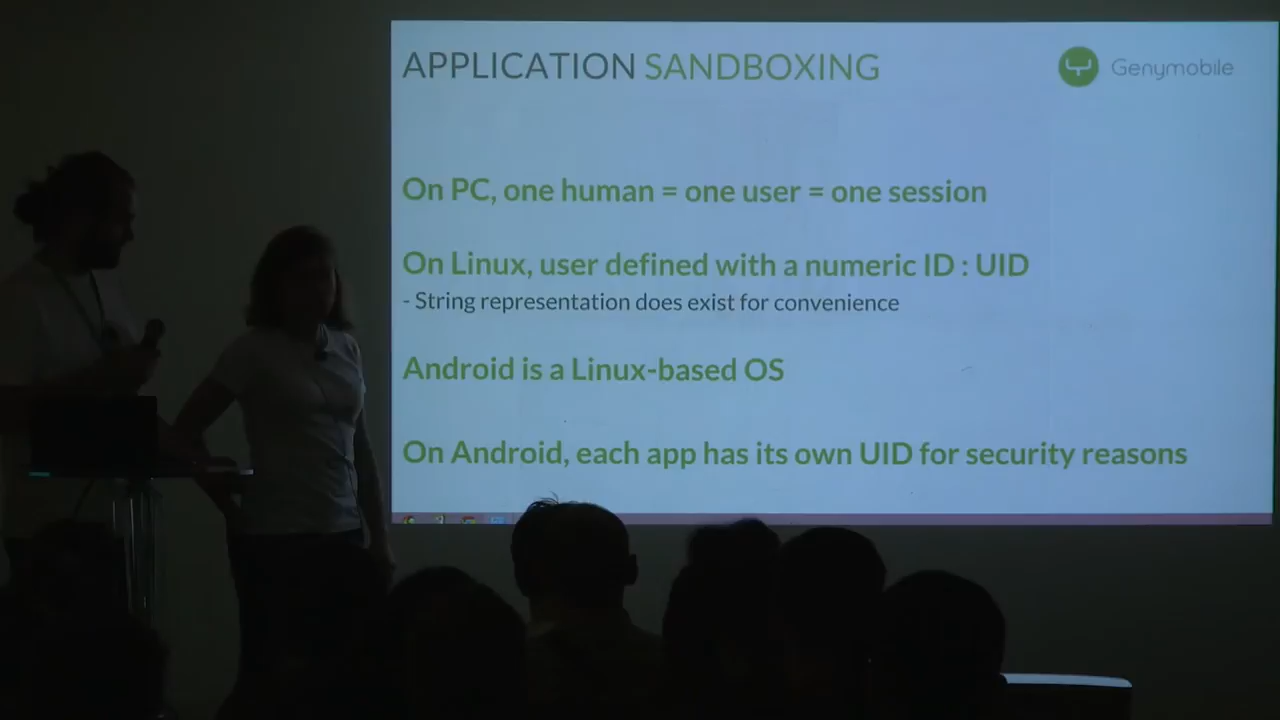 APPLICATION SANDBOXING
Genymobile
On PC, one human = one user = one session
On Linux, user defined with a numeric ID : UID
- String representation does exist for convenience
Android is a Linux-based OS
On Android, each app has its own UID for security reasons